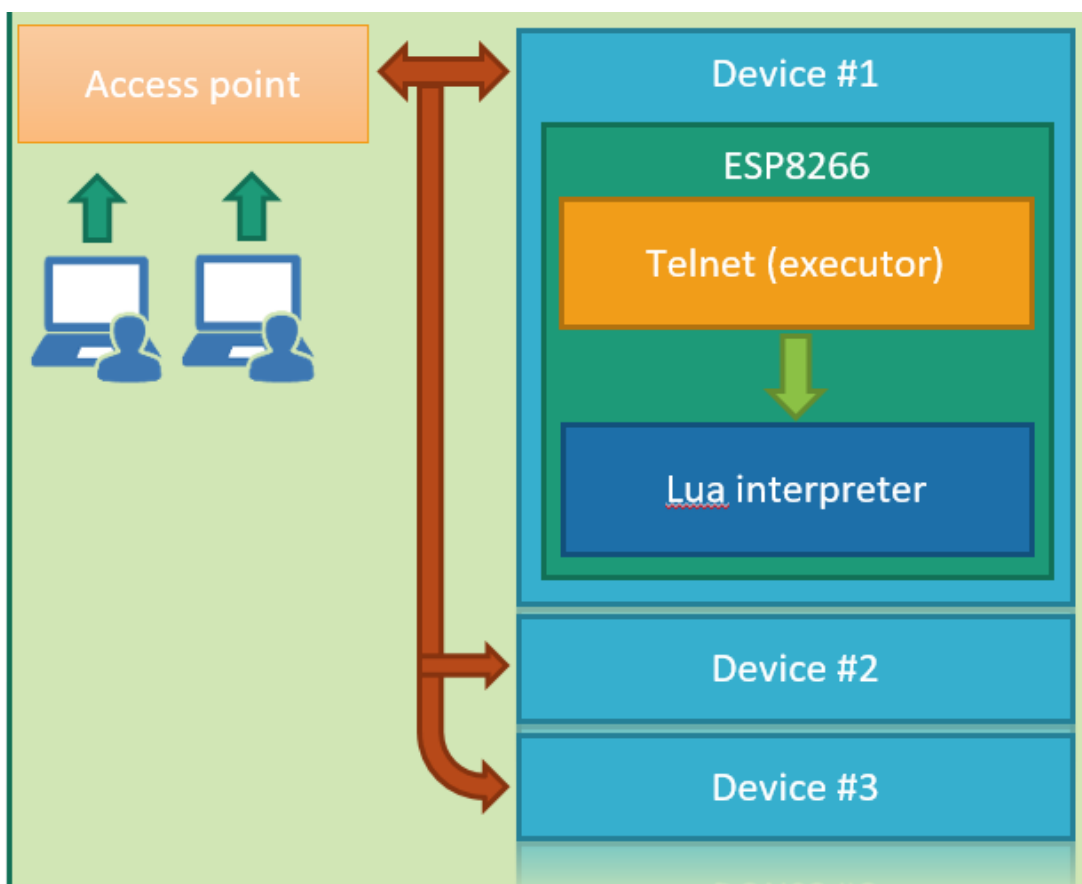 Access point
Device #1
ESP8266
Telnet (executor)
Lua interpreter
Device #2
Device #3